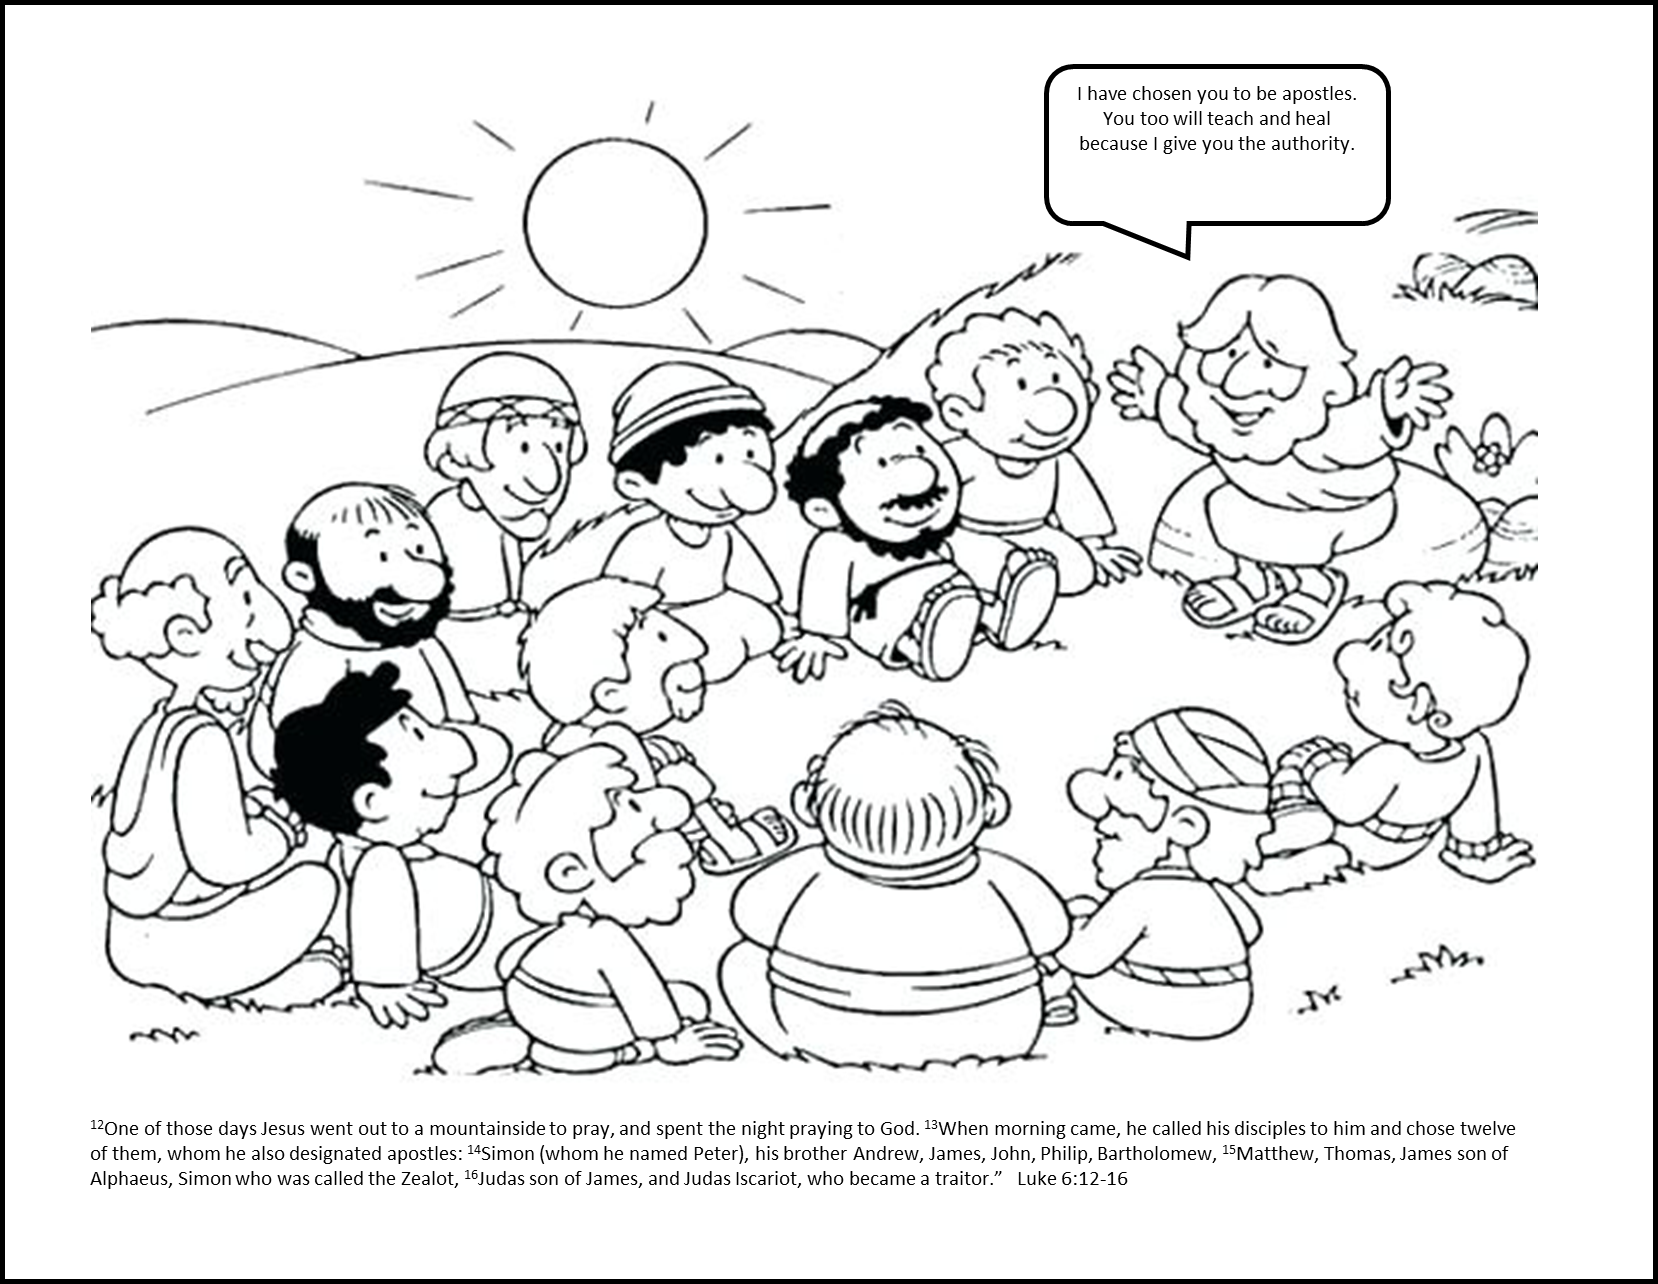 I have chosen you to be apostles.
You too will teach and heal
because I give you the authority.
¹²One of those days Jesus went out to a mountainside to pray, and spent the night praying to God. ¹³When morning came, he called his disciples to him and chose twelve
of them, whom he also designated apostles: ¹⁴Simon (whom he named Peter), his brother Andrew, James, John, Philip, Bartholomew, ¹⁵Matthew, Thomas, James son of
Alphaeus, Simon who was called the Zealot, ¹⁶Judas son of James, and Judas Iscariot, who became a traitor.” Luke 6:12-16